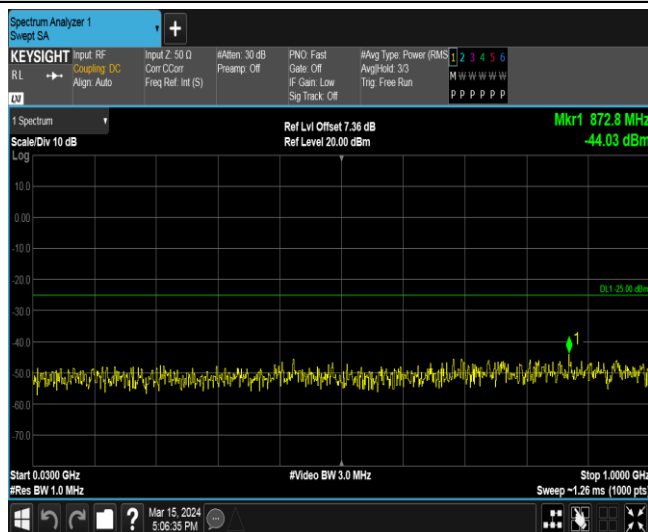 Spectrum Analyzer 1
Swept SA
+
KEYSIGHT Input: RF Input Z: 50 Ω #Atten: 30 dB PNO: Fast #Avg Type: Power (RMS 1 2 3 4 5 6
RL Coupling: DC Corr CCorr Preamp: Off Gate: Off Avg|Hold: 3/3 M W W W W W
Align: Auto Freq Ref: Int (S) IF Gain: Low Trig: Free Run
LXI Sig Track: Off P P P P P P
1 Spectrum
Ref Lvl Offset 7.36 dB Mkr1 872.8 MHz
Scale/Div 10 dB Ref Level 20.00 dBm -44.03 dBm
Log
10.0
0.00
-10.0
-20.0
DL1 -25.00 dBm
-30.0
-40.0
1
-50.0
-60.0
-70.0
Start 0.0300 GHz #Video BW 3.0 MHz Stop 1.0000 GHz
#Res BW 1.0 MHz Sweep ~1.26 ms (1000 pts)
? Mar 15, 2024
5:06:35 PM